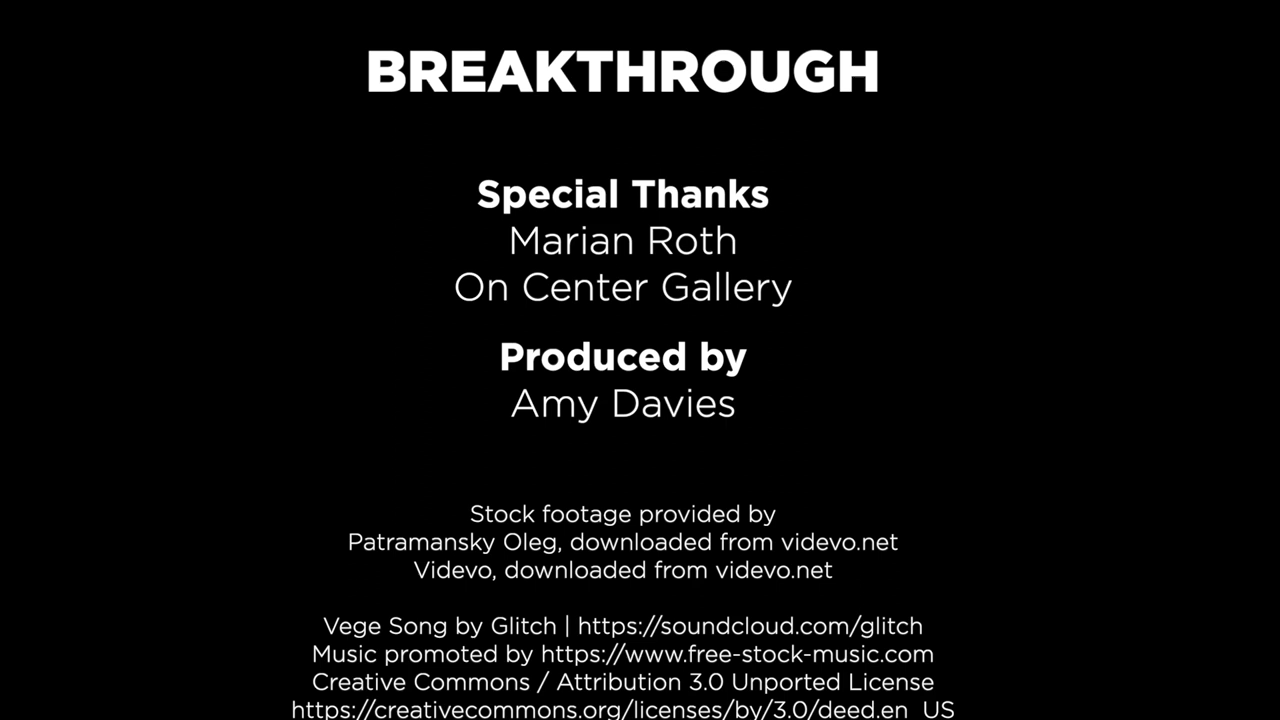 BREAKTHROUGH
Special Thanks
Marian Roth
On Center Gallery
Produced by
Amy Davies
Stock footage provided by
Patramansky Oleg, downloaded from videvo.net
Videvo, downloaded from videvo.net
Vege Song by Glitch | https://soundcloud.com/glitch
Music promoted by https://www.free-stock-music.com
Creative Commons / Attribution 3.0 Unported License
https://creativecommons.org/licenses/by/3.0/deed.en_US